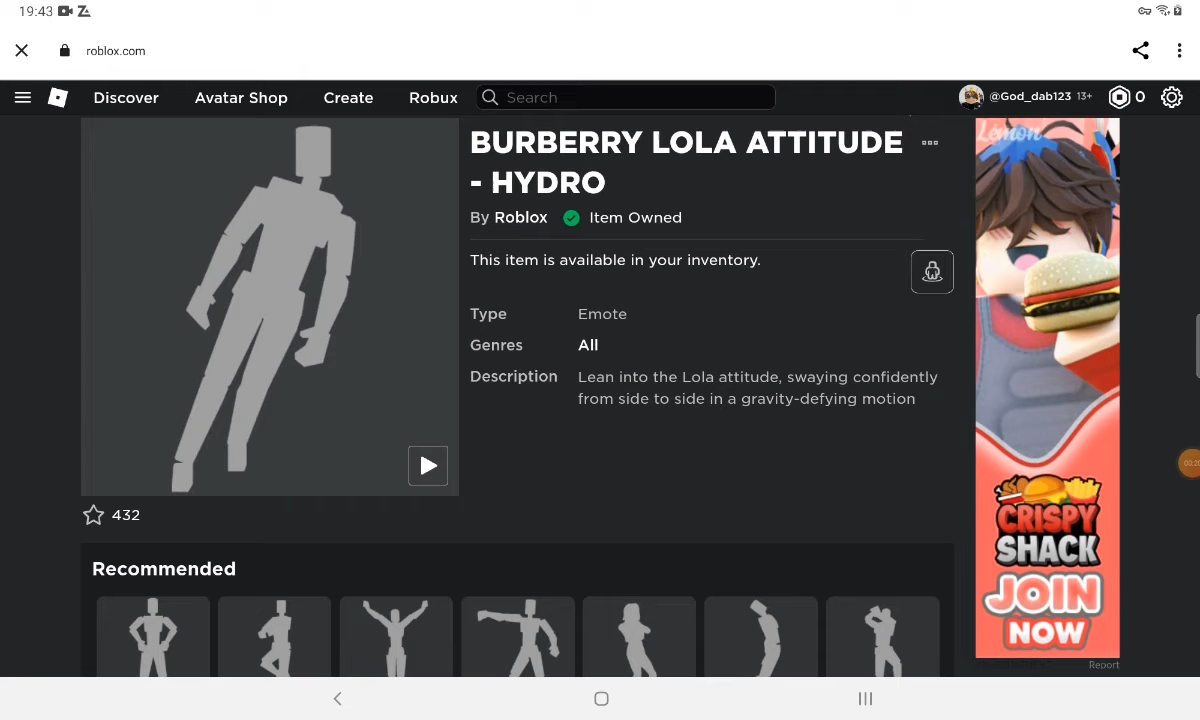 19:43
roblox.com
Discover
Avatar Shop
Create
Robux
Search
@God_dab123 13+
0
BURBERRY LOLA ATTITUDE
- HYDRO
By Roblox Item Owned
This item is available in your inventory.
Type Emote
Genres All
Description Lean into the Lola attitude, swaying confidently
from side to side in a gravity-defying motion
432
Recommended
Lemon
CRISPY
SHACK
JOIN
NOW
Report